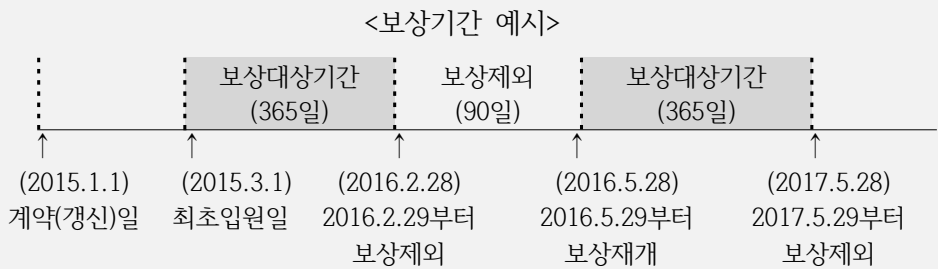 <보상기간 예시>
보상대상기간
(365일)
보상제외
(90일)
보상대상기간
(365일)
(2015.1.1)
계약(갱신)일
(2015.3.1)
최초입원일
(2016.2.28)
2016.2.29부터
보상제외
(2016.5.28)
2016.5.29부터
보상재개
(2017.5.28)
2017.5.29부터
보상제외